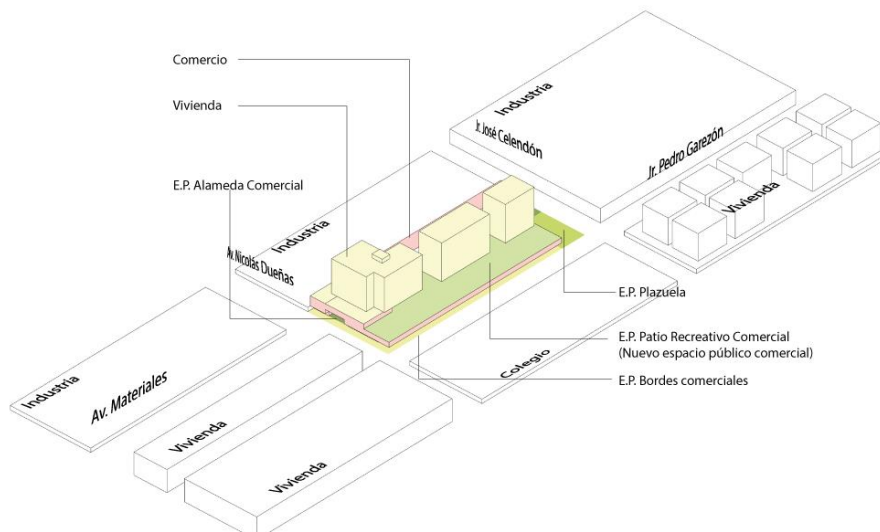 Comercio
Vivienda
E.P. Alameda Comercial
Industria
Jr. José Celendón
Jr. Pedro Garezón
Vivienda
Industria
Av. Nicolás Dueñas
E.P. Plazuela
E.P. Patio Recreativo Comercial
(Nuevo espacio público comercial)
E.P. Bordes comerciales
Colegio
Industria
Av. Materiales
Vivienda
Vivienda